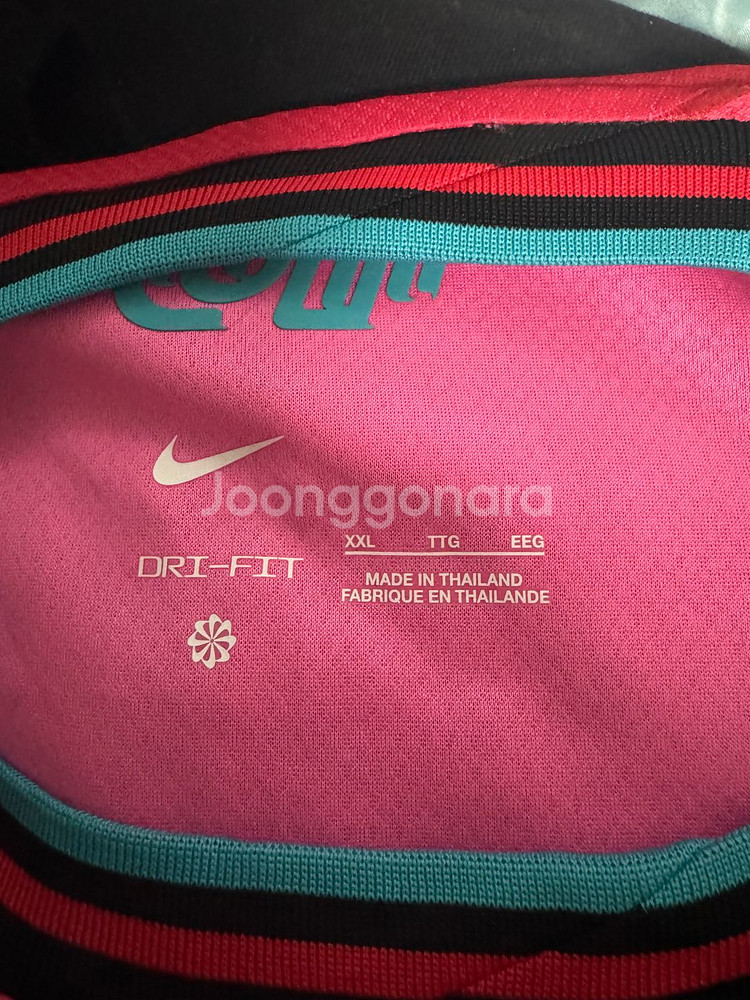 Joonggonara
XXL TTG EEG
DRI-FIT
MADE IN THAILAND
FABRIQUE EN THAILANDE